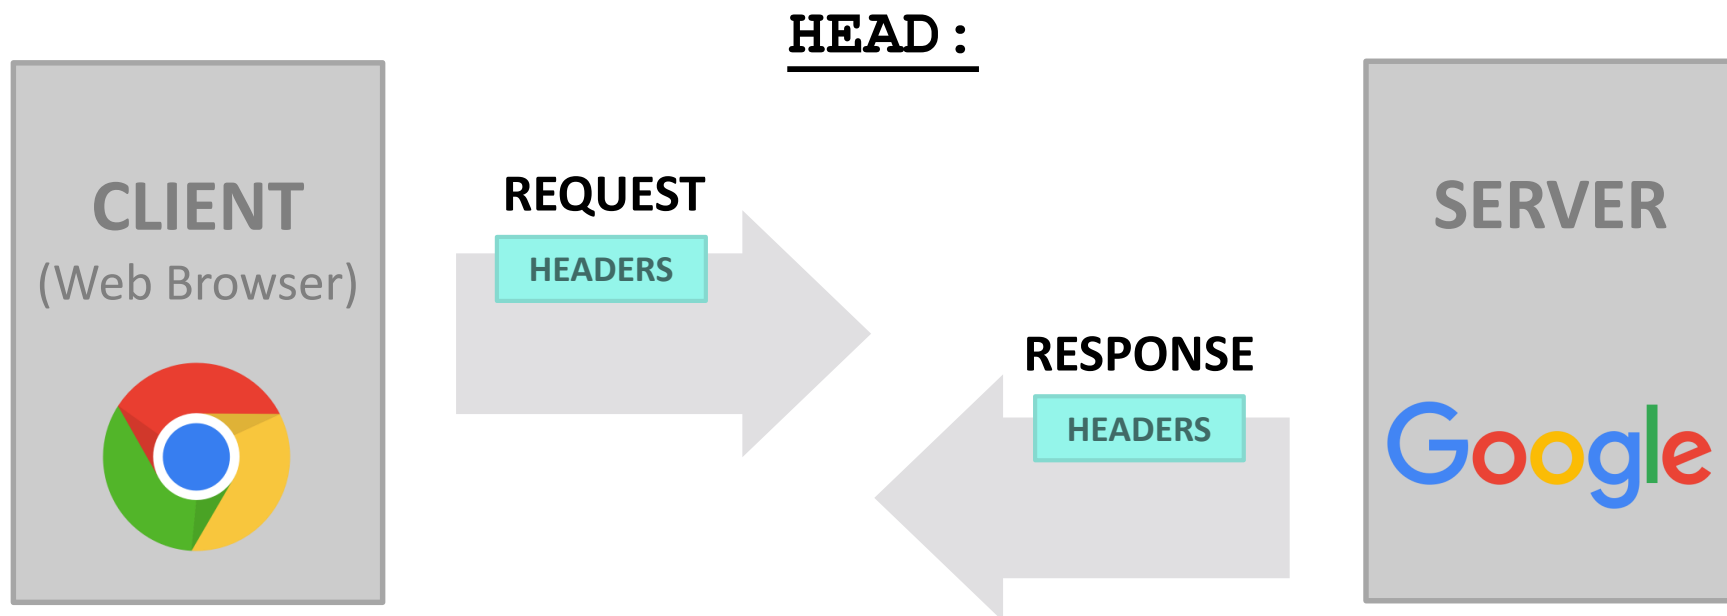 HEAD:
CLIENT
(Web Browser)
REQUEST
HEADERS
RESPONSE
HEADERS
SERVER
Google